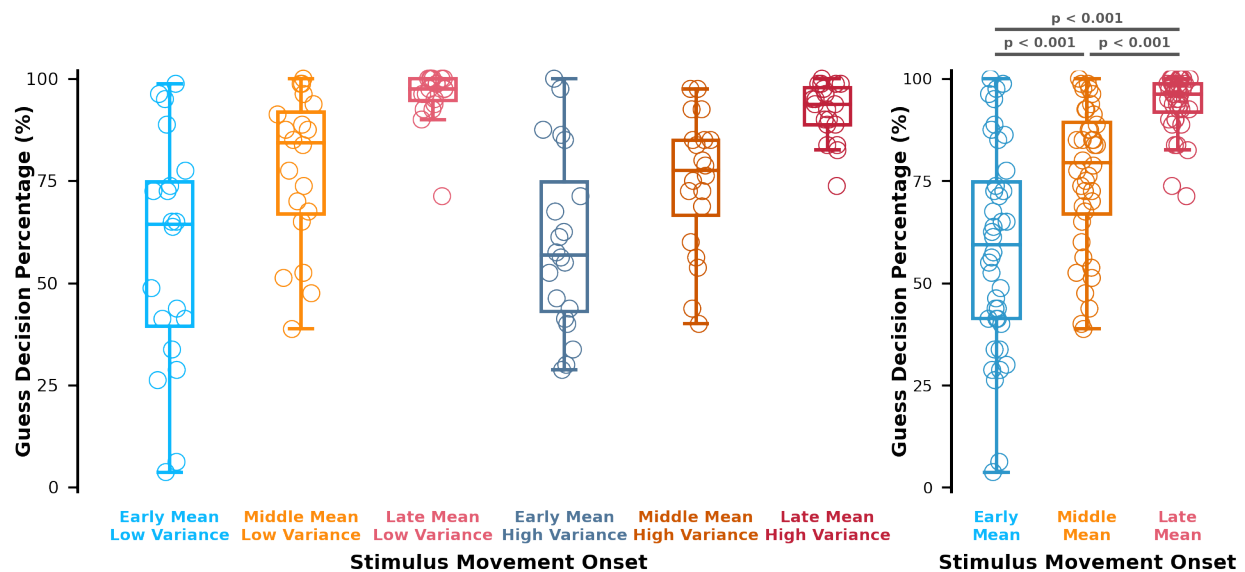 p < 0.001
p < 0.001 p < 0.001
Guess Decision Percentage (%)
100
75
50
25
0
Early Mean Low Variance
Middle Mean Low Variance
Late Mean Low Variance
Early Mean High Variance
Middle Mean High Variance
Late Mean High Variance
Stimulus Movement Onset
Guess Decision Percentage (%)
100
75
50
25
0
Early Mean
Middle Mean
Late Mean
Stimulus Movement Onset